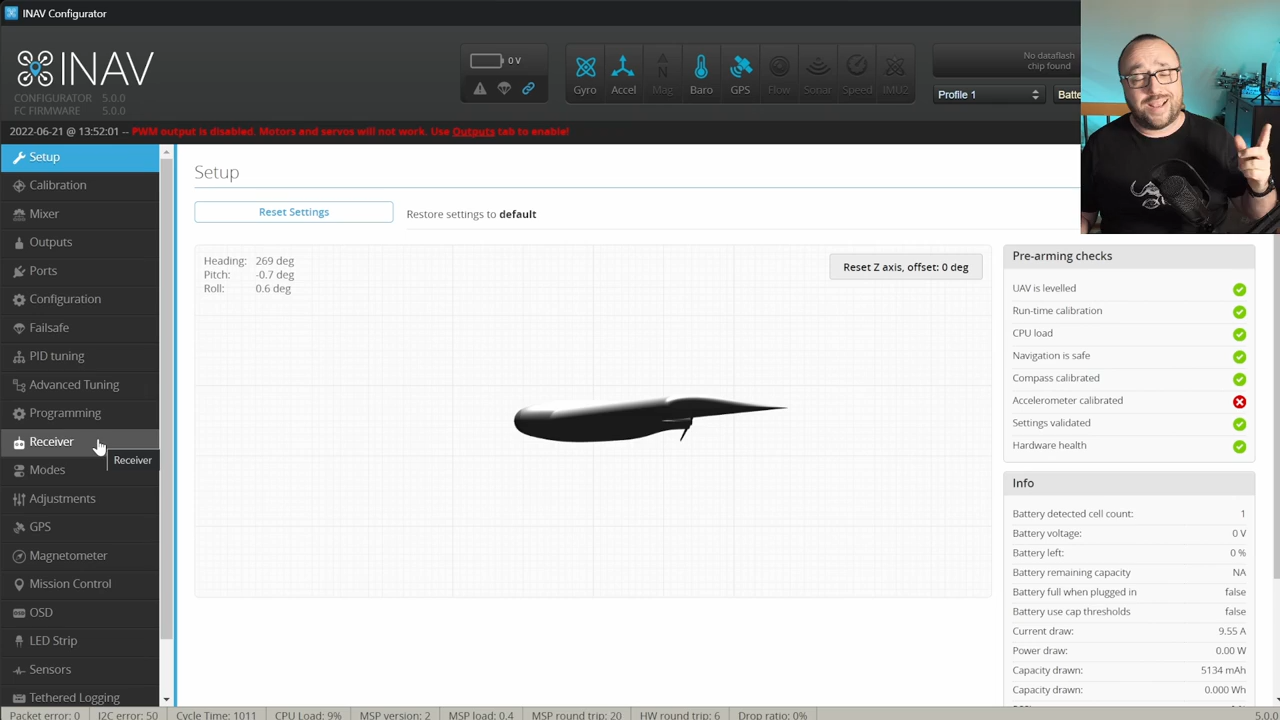 INAV Configurator
INAV
CONFIGURATOR 5.0.0
FC FIRMWARE 5.0.0
0 V
Gyro Accel Mag Baro GPS Flow Sonar Speed IMU2
No dataflash
chip found
Profile 1
2022-06-21 @ 13:52:01 -- PWM output is disabled. Motors and servos will not work. Use Outputs tab to enable!
Setup
Calibration
Mixer
Outputs
Ports
Configuration
Failsafe
PID tuning
Advanced Tuning
Programming
Receiver
Receiver
Modes
Adjustments
GPS
Magnetometer
Mission Control
OSD
LED Strip
Sensors
Tethered Logging
Setup
Reset Settings
Restore settings to default
Heading: 269 deg
Pitch: -0.7 deg
Roll: 0.6 deg
Reset Z axis, offset: 0 deg
Pre-arming checks
UAV is levelled
Run-time calibration
CPU load
Navigation is safe
Compass calibrated
Accelerometer calibrated
Settings validated
Hardware health
Info
Battery detected cell count: 1
Battery voltage: 0 V
Battery left: 0 %
Battery remaining capacity NA
Battery full when plugged in false
Battery use cap thresholds false
Current draw: 9.55 A
Power draw: 0.00 W
Capacity drawn: 5134 mAh
Capacity drawn: 0.000 Wh
Packet error: 0 I2C error: 50 Cycle Time: 1011 CPU Load: 9% MSP version: 2 MSP load: 0.4 MSP round trip: 20 HW round trip: 6 Drop ratio: 0% 5.0.0